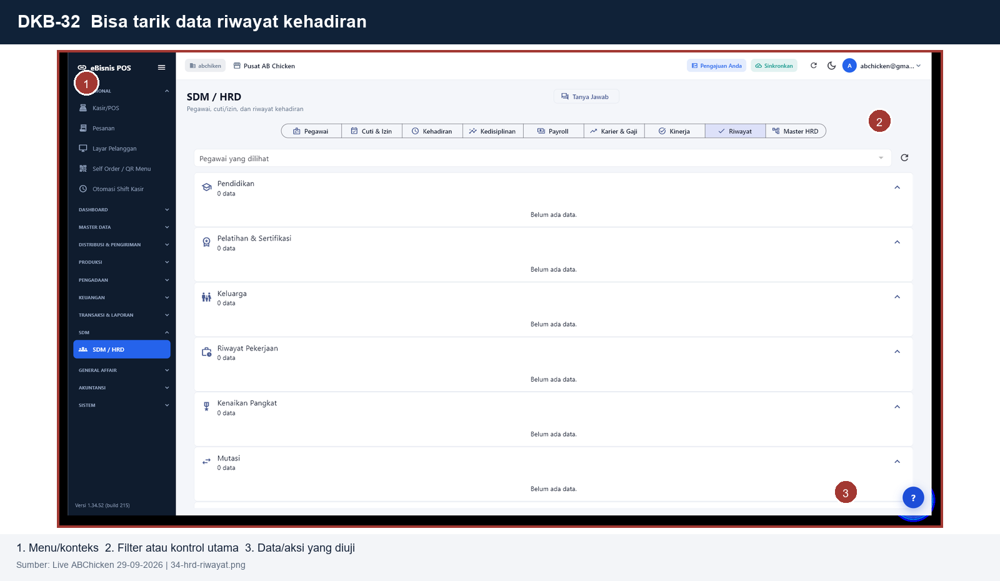 DKB-32 Bisa tarik data riwayat kehadiran
eBisnis POS
1
IONAL
Kasir/POS
Pesanan
Layar Pelanggan
Self Order / QR Menu
Otomasi Shift Kasir
DASHBOARD
MASTER DATA
DISTRIBUSI & PENGIRIMAN
PRODUKSI
PENGADAAN
KEUANGAN
TRANSAKSI & LAPORAN
SDM
SDM / HRD
GENERAL AFFAIR
AKUNTANSI
SISTEM
Versi 1.34.52 (build 215)
abchiken
Pusat AB Chicken
Pengajuan Anda
Sinkronkan
A
abchicken@gma...
SDM / HRD
Pegawai, cuti/izin, dan riwayat kehadiran
Tanya Jawab
2
Pegawai
Cuti & Izin
Kehadiran
Kedisiplinan
Payroll
Karier & Gaji
Kinerja
Riwayat
Master HRD
Pegawai yang dilihat
Pendidikan
0 data
Belum ada data.
Pelatihan & Sertifikasi
0 data
Belum ada data.
Keluarga
0 data
Belum ada data.
Riwayat Pekerjaan
0 data
Belum ada data.
Kenaikan Pangkat
0 data
Belum ada data.
Mutasi
0 data
Belum ada data.
3
?
1. Menu/konteks 2. Filter atau kontrol utama 3. Data/aksi yang diuji
Sumber: Live ABChicken 29-09-2026 | 34-hrd-riwayat.png